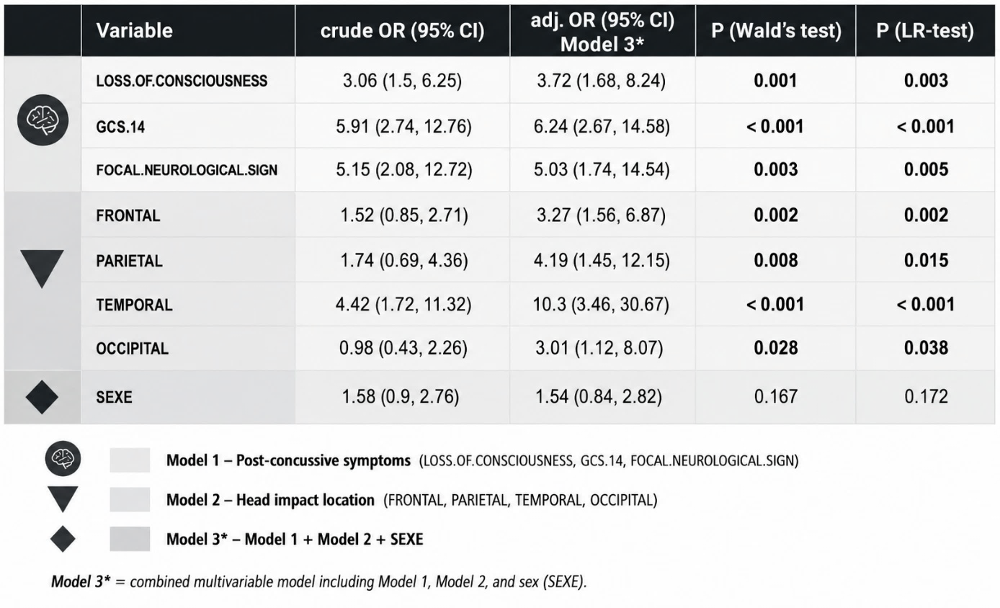 Variable crude OR (95% CI) adj. OR (95% CI) Model 3* P (Wald’s test) P (LR-test)
LOSS.OF.CONSCIOUSNESS 3.06 (1.5, 6.25) 3.72 (1.68, 8.24) 0.001 0.003
GCS.14 5.91 (2.74, 12.76) 6.24 (2.67, 14.58) < 0.001 < 0.001
FOCAL.NEUROLOGICAL.SIGN 5.15 (2.08, 12.72) 5.03 (1.74, 14.54) 0.003 0.005
FRONTAL 1.52 (0.85, 2.71) 3.27 (1.56, 6.87) 0.002 0.002
PARIETAL 1.74 (0.69, 4.36) 4.19 (1.45, 12.15) 0.008 0.015
TEMPORAL 4.42 (1.72, 11.32) 10.3 (3.46, 30.67) < 0.001 < 0.001
OCCIPITAL 0.98 (0.43, 2.26) 3.01 (1.12, 8.07) 0.028 0.038
SEXE 1.58 (0.9, 2.76) 1.54 (0.84, 2.82) 0.167 0.172
Model 1 – Post-concussive symptoms (LOSS.OF.CONSCIOUSNESS, GCS.14, FOCAL.NEUROLOGICAL.SIGN)
Model 2 – Head impact location (FRONTAL, PARIETAL, TEMPORAL, OCCIPITAL)
Model 3* – Model 1 + Model 2 + SEXE
Model 3* = combined multivariable model including Model 1, Model 2, and sex (SEXE).